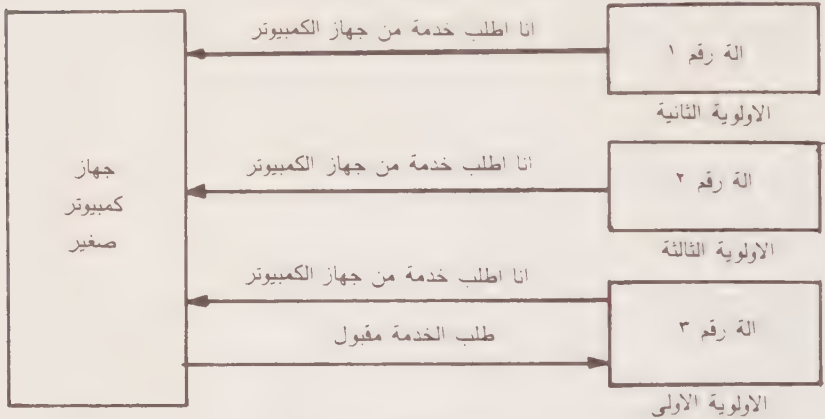 انا اطلب خدمة من جهاز الكمبيوتر
الة رقم ١
الاولوية الثانية
انا اطلب خدمة من جهاز الكمبيوتر
الة رقم ٢
الاولوية الثالثة
جهاز
كمبيوتر
صغير
انا اطلب خدمة من جهاز الكمبيوتر
الة رقم ٣
طلب الخدمة مقبول
الاولوية الاولى